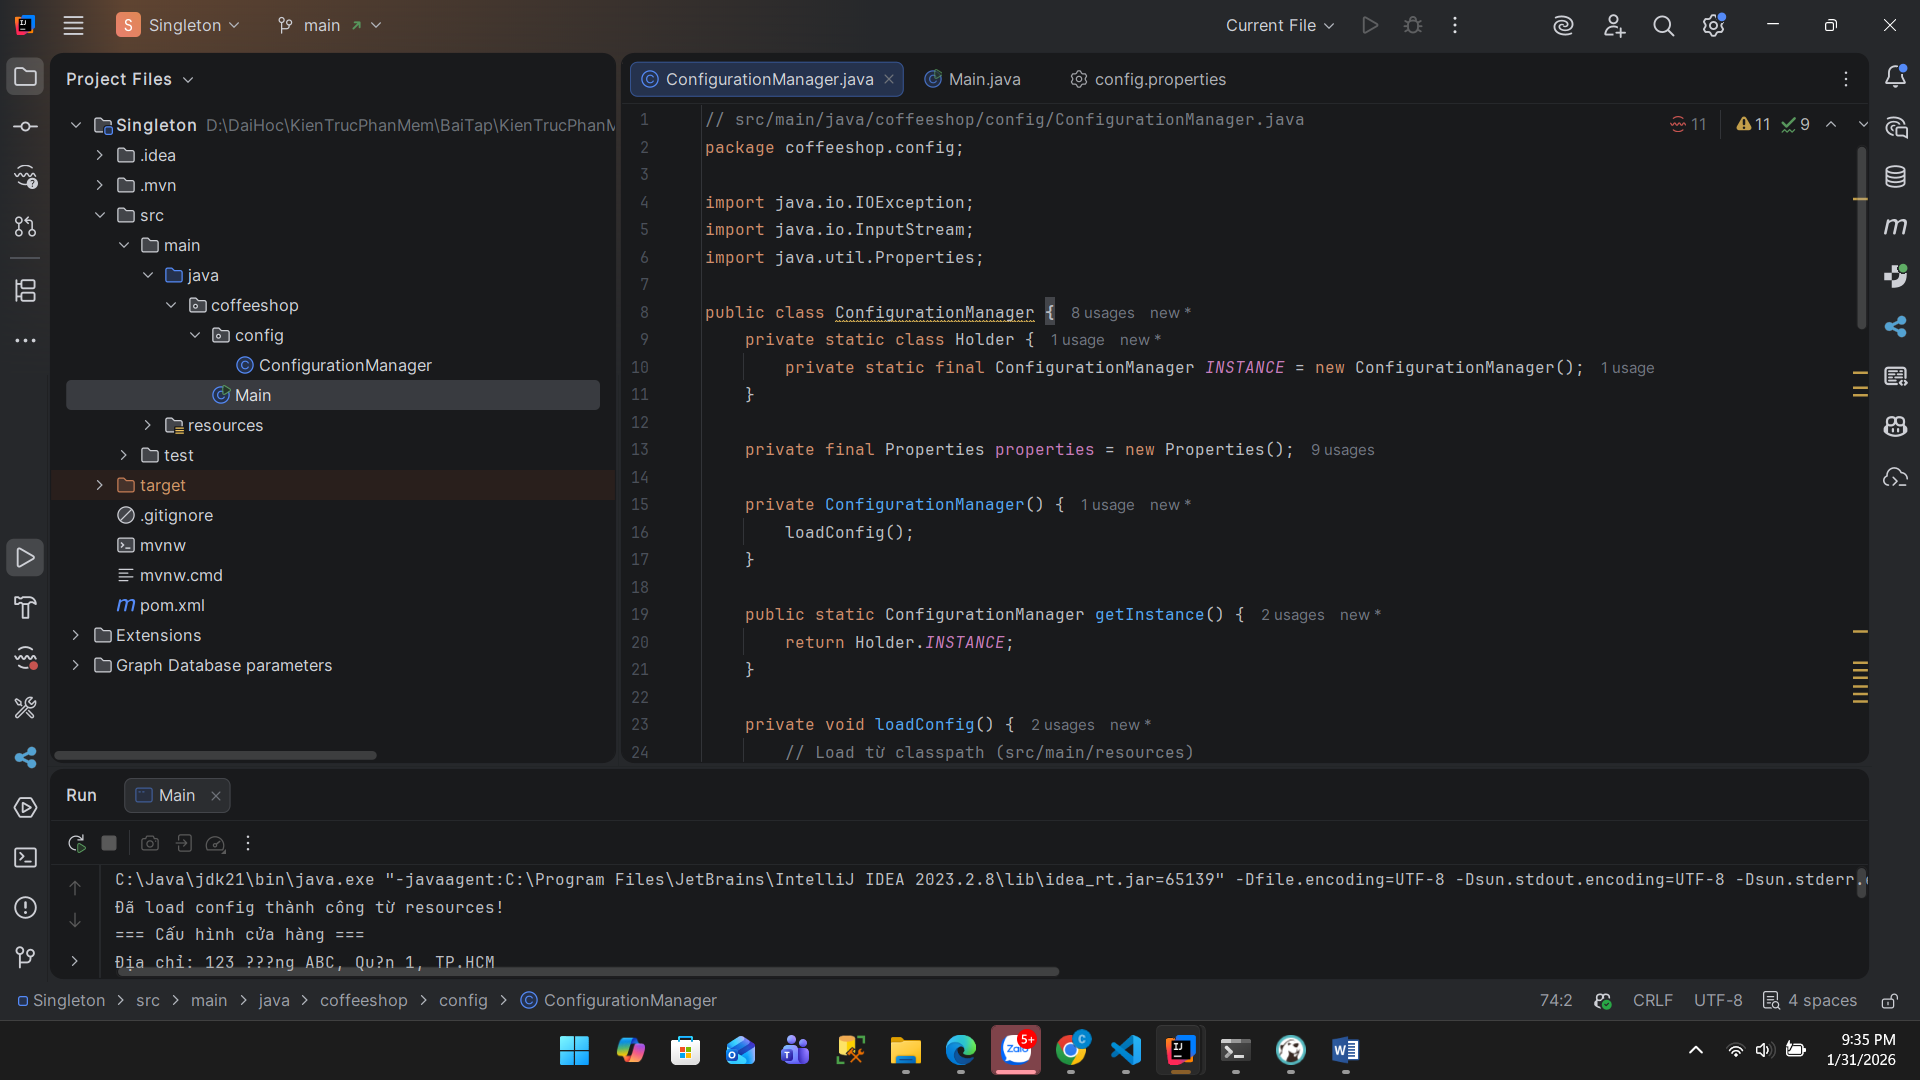 S Singleton main Current File
Project Files
Singleton D:\DaiHoc\KienTrucPhanMem\BaiTap\KienTrucPhanM
.idea
.mvn
src
main
java
coffeeshop
config
ConfigurationManager
Main
resources
test
target
.gitignore
mvnw
mvnw.cmd
m pom.xml
Extensions
Graph Database parameters
ConfigurationManager.java Main.java config.properties
11 11 9
1 // src/main/java/coffeeshop/config/ConfigurationManager.java
2 package coffeeshop.config;
3
4 import java.io.IOException;
5 import java.io.InputStream;
6 import java.util.Properties;
7
8 public class ConfigurationManager { 8 usages new *
9 private static class Holder { 1 usage new *
10 private static final ConfigurationManager INSTANCE = new ConfigurationManager(); 1 usage
11 }
12
13 private final Properties properties = new Properties(); 9 usages
14
15 private ConfigurationManager() { 1 usage new *
16 loadConfig();
17 }
18
19 public static ConfigurationManager getInstance() { 2 usages new *
20 return Holder.INSTANCE;
21 }
22
23 private void loadConfig() { 2 usages new *
24 // Load từ classpath (src/main/resources)
Run Main
C:\Java\jdk21\bin\java.exe "-javaagent:C:\Program Files\JetBrains\IntelliJ IDEA 2023.2.8\lib\idea_rt.jar=65139" -Dfile.encoding=UTF-8 -Dsun.stdout.encoding=UTF-8 -Dsun.stderr.
Đã load config thành công từ resources!
=== Cấu hình cửa hàng ===
Địa chỉ: 123 ???ng ABC, Qu?n 1, TP.HCM
Singleton > src > main > java > coffeeshop > config > ConfigurationManager
74:2 CRLF UTF-8 4 spaces
Zalo 5+
9:35 PM
1/31/2026